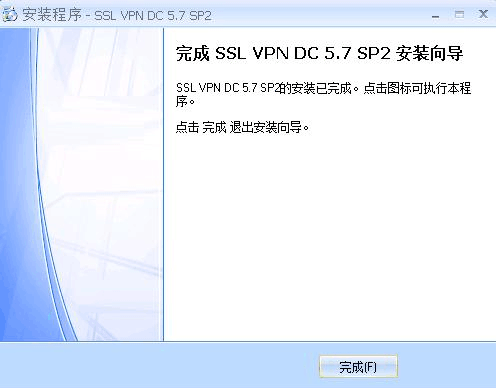 安装程序 - SSL VPN DC 5.7 SP2
完成 SSL VPN DC 5.7 SP2 安装向导
SSL VPN DC 5.7 SP2的安装已完成。点击图标可执行本程
序。
点击 完成 退出安装向导。
完成(F)